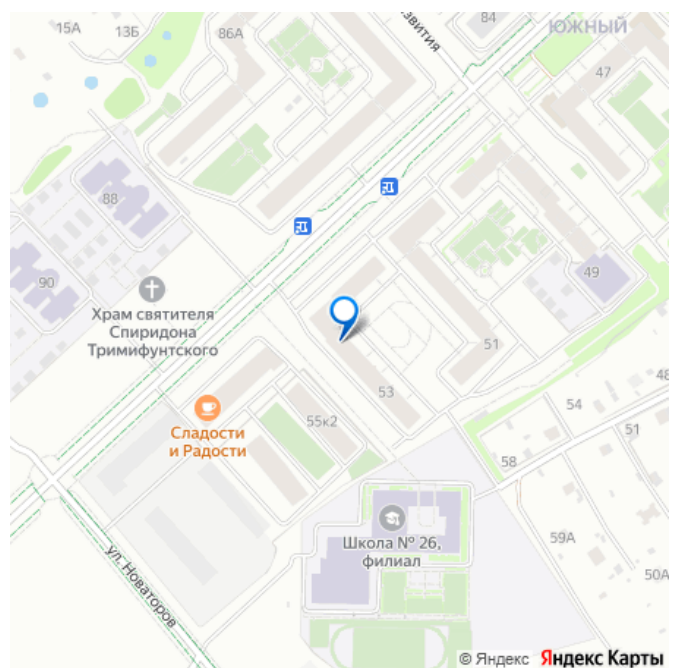 15А
13Б
86А
азвития
84
ЮЖНЫЙ
47
88
90
49
Храм святителя
Спиридона
Тримифунтского
51
53
48
54
51
55к2
Сладости
и Радости
58
Школа № 26,
филиал
59А
50А
ул. Новаторов
© Яндекс Яндекс Карты